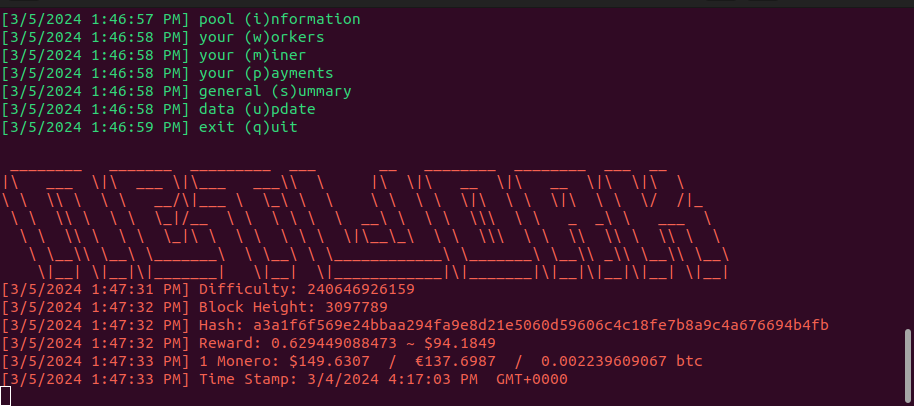 [3/5/2024 1:46:57 PM] pool (i)nformation
[3/5/2024 1:46:58 PM] your (w)orkers
[3/5/2024 1:46:58 PM] your (m)iner
[3/5/2024 1:46:58 PM] your (p)ayments
[3/5/2024 1:46:58 PM] general (s)ummary
[3/5/2024 1:46:58 PM] data (u)pdate
[3/5/2024 1:46:59 PM] exit (q)uit
[3/5/2024 1:47:31 PM] Difficulty: 240646926159
[3/5/2024 1:47:32 PM] Block Height: 3097789
[3/5/2024 1:47:32 PM] Hash: a3a1f6f569e24bbaa294fa9e8d21e5060d59606c4c18fe7b8a9c4a676694b4fb
[3/5/2024 1:47:32 PM] Reward: 0.629449088473 ~ $94.1849
[3/5/2024 1:47:33 PM] 1 Monero: $149.6307  /  €137.6987  /  0.002239609067 btc
[3/5/2024 1:47:33 PM] Time Stamp: 3/4/2024 4:17:03 PM  GMT+0000